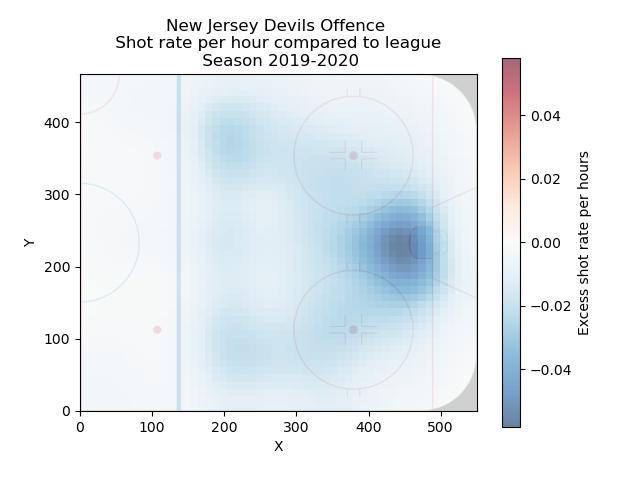 New Jersey Devils Offence
Shot rate per hour compared to league
Season 2019-2020
400
300
200
100
0
Y
0 100 200 300 400 500
X
0.04
0.02
0.00
−0.02
−0.04
Excess shot rate per hours